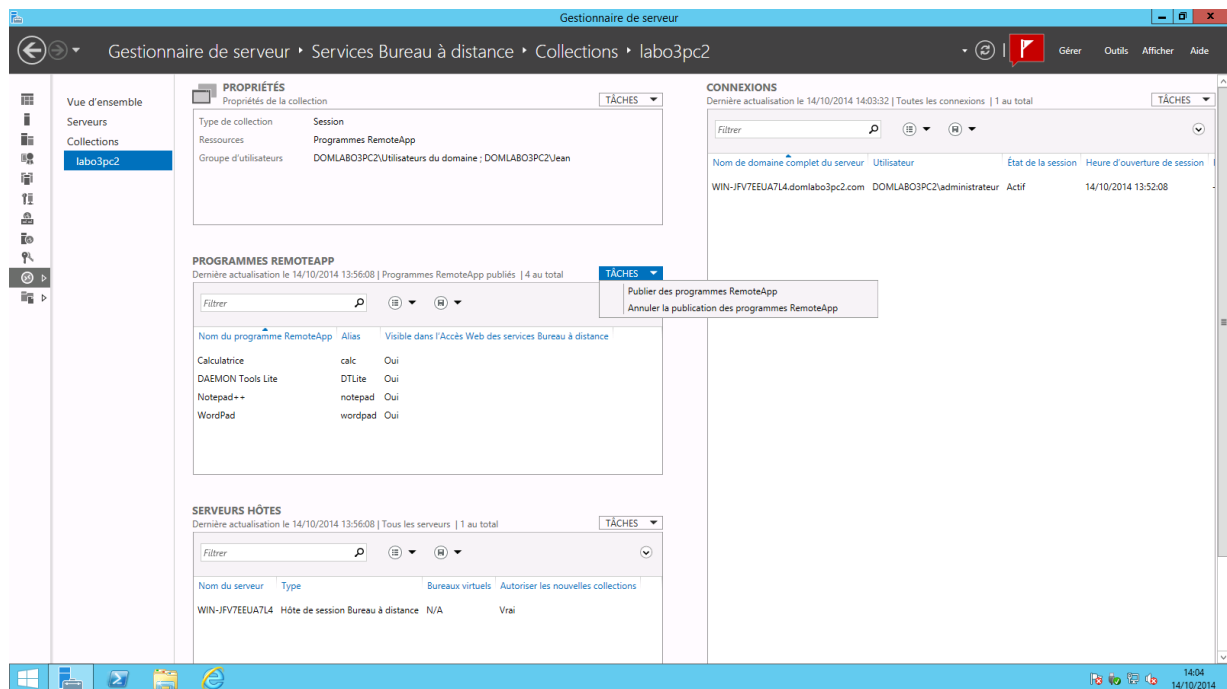 Gestionnaire de serveur
Gestionnaire de serveur ‣ Services Bureau à distance ‣ Collections ‣ labo3pc2
Gérer Outils Afficher Aide
Vue d'ensemble
Serveurs
Collections
labo3pc2
PROPRIÉTÉS
Propriétés de la collection
TÂCHES
Type de collection Session
Ressources Programmes RemoteApp
Groupe d'utilisateurs DOMLABO3PC2\Utilisateurs du domaine ; DOMLABO3PC2\Jean
PROGRAMMES REMOTEAPP
Dernière actualisation le 14/10/2014 13:56:08 | Programmes RemoteApp publiés | 4 au total
TÂCHES
Publier des programmes RemoteApp
Annuler la publication des programmes RemoteApp
Filtrer
Nom du programme RemoteApp Alias Visible dans l'Accès Web des services Bureau à distance
Calculatrice calc Oui
DAEMON Tools Lite DTLite Oui
Notepad++ notepad Oui
WordPad wordpad Oui
SERVEURS HÔTES
Dernière actualisation le 14/10/2014 13:56:08 | Tous les serveurs | 1 au total
TÂCHES
Filtrer
Nom du serveur Type Bureaux virtuels Autoriser les nouvelles collections
WIN-JFV7EEUA7L4 Hôte de session Bureau à distance N/A Vrai
CONNEXIONS
Dernière actualisation le 14/10/2014 14:03:32 | Toutes les connexions | 1 au total
TÂCHES
Filtrer
Nom de domaine complet du serveur Utilisateur État de la session Heure d'ouverture de session
WIN-JFV7EEUA7L4.domlabo3pc2.com DOMLABO3PC2\administrateur Actif 14/10/2014 13:52:08 -
14:04
14/10/2014